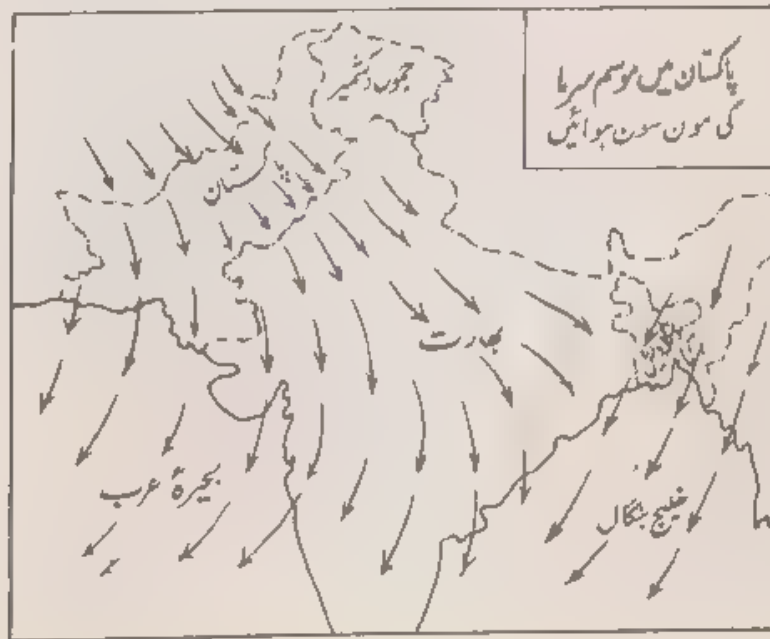 پاکستان میں موسم سرما
کی مون سون ہوائیں
جموں کشمیر
پاکستان
بھارت
بحیرۂ عرب
خلیج بنگال